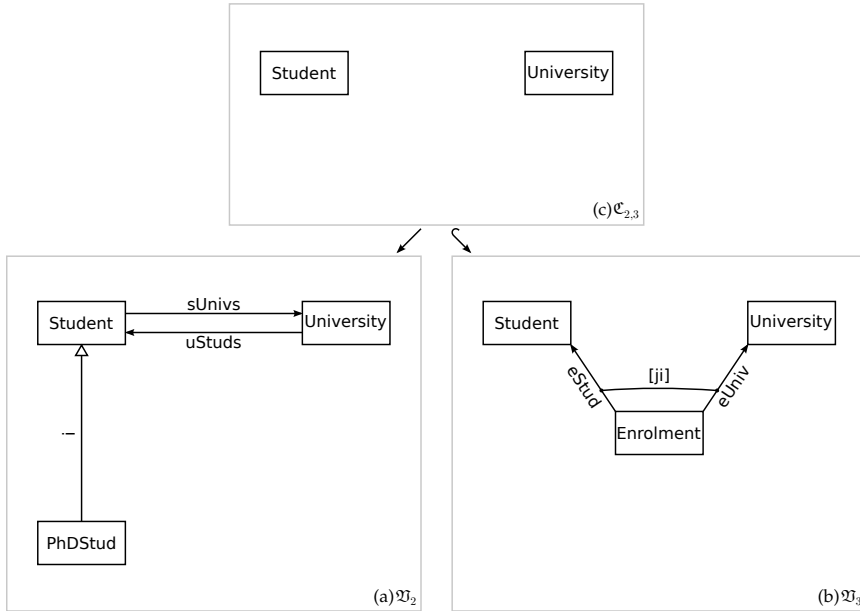 Student
University
(c) ℭ2,3
sUnivs
Student
University
uStuds
i
PhDStud
(a) 𝔙2
Student
University
[ji]
eStud
eUniv
Enrolment
(b) 𝔙3